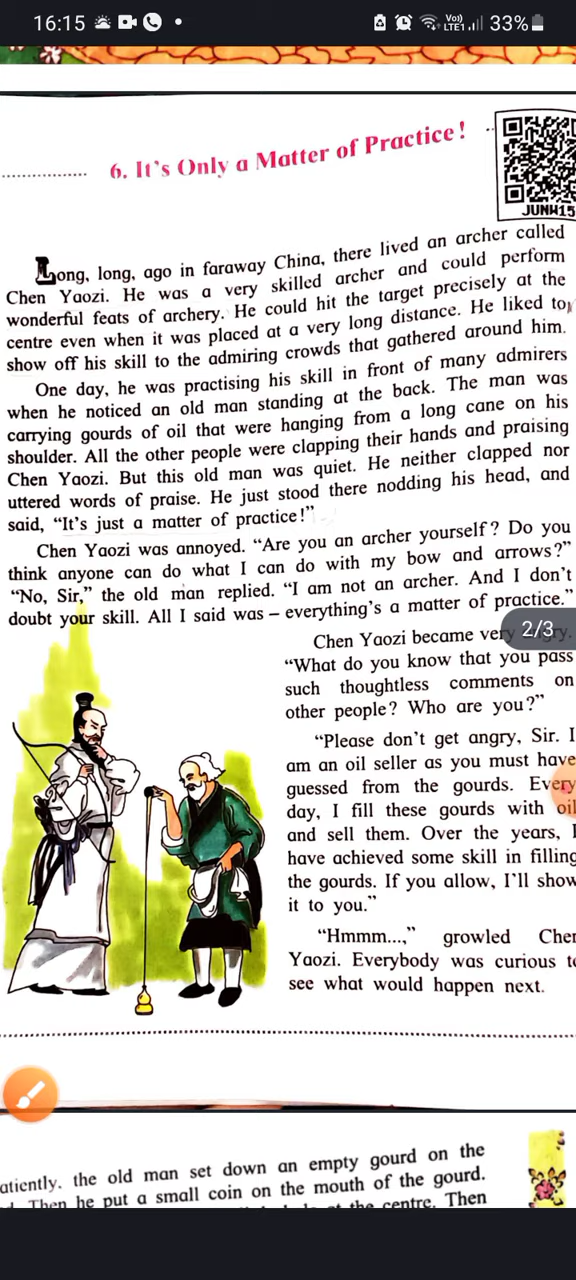 16:15
Vo))
LTE1
33%
6. It's Only a Matter of Practice!
JUNW15
Long, long, ago in faraway China, there lived an archer called
Chen Yaozi. He was a very skilled archer and could perform
wonderful feats of archery. He could hit the target precisely at the
centre even when it was placed at a very long distance. He liked to
show off his skill to the admiring crowds that gathered around him.
One day, he was practising his skill in front of many admirers
when he noticed an old man standing at the back. The man was
carrying gourds of oil that were hanging from a long cane on his
shoulder. All the other people were clapping their hands and praising
Chen Yaozi. But this old man was quiet. He neither clapped nor
uttered words of praise. He just stood there nodding his head, and
said, “It's just a matter of practice!”
Chen Yaozi was annoyed. “Are you an archer yourself? Do you
think anyone can do what I can do with my bow and arrows?”
“No, Sir,” the old man replied. “I am not an archer. And I don't
doubt your skill. All I said was – everything's a matter of practice.”
2/3
Chen Yaozi became very angry.
“What do you know that you pass
such thoughtless comments on
other people? Who are you?”
“Please don't get angry, Sir. I
am an oil seller as you must have
guessed from the gourds. Every
day, I fill these gourds with oil
and sell them. Over the years, I
have achieved some skill in filling
the gourds. If you allow, I'll show
it to you.”
“Hmmm...,” growled Chen
Yaozi. Everybody was curious to
see what would happen next.
atiently. the old man set down an empty gourd on the
Then he put a small coin on the mouth of the gourd.
the centre. Then